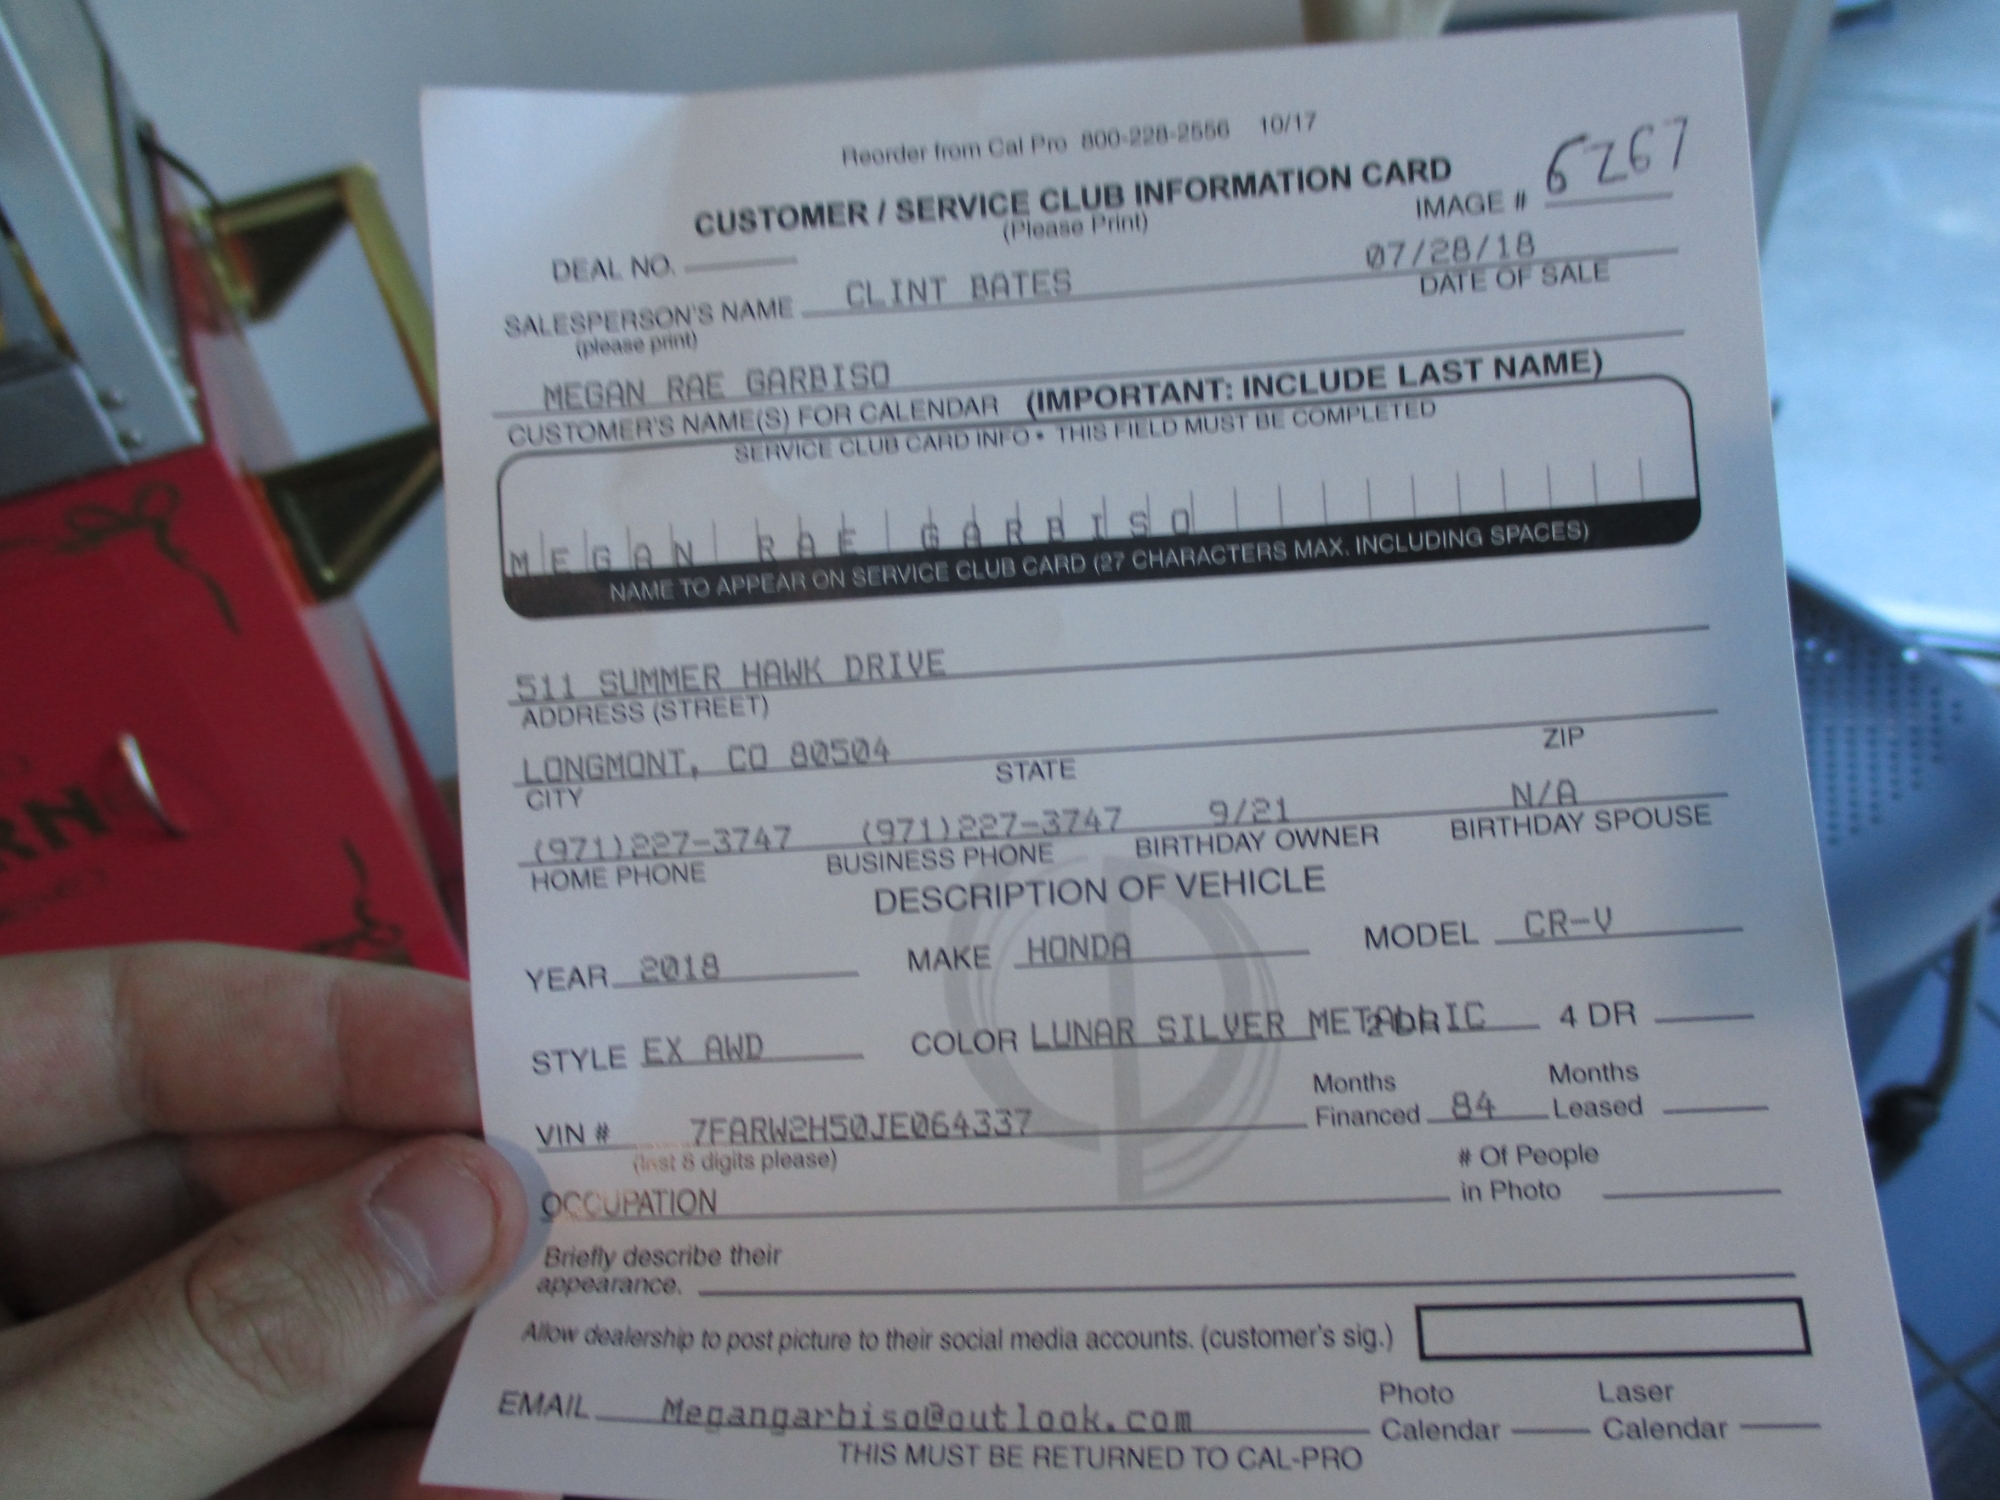 Reorder from Cal Pro 800-228-2556 10/17
CUSTOMER / SERVICE CLUB INFORMATION CARD
(Please Print)
IMAGE # 6267
DEAL NO.
07/28/18
DATE OF SALE
SALESPERSON'S NAME CLINT BATES
(please print)
MEGAN RAE GARBISO
CUSTOMER'S NAME(S) FOR CALENDAR (IMPORTANT: INCLUDE LAST NAME)
SERVICE CLUB CARD INFO • THIS FIELD MUST BE COMPLETED
MEGAN RAE GARBISO
NAME TO APPEAR ON SERVICE CLUB CARD (27 CHARACTERS MAX. INCLUDING SPACES)
511 SUMMER HAWK DRIVE
ADDRESS (STREET)
LONGMONT, CO 80504
CITY STATE ZIP
(971)227-3747 (971)227-3747 9/21 N/A
HOME PHONE BUSINESS PHONE BIRTHDAY OWNER BIRTHDAY SPOUSE
DESCRIPTION OF VEHICLE
YEAR 2018 MAKE HONDA MODEL CR-V
STYLE EX AWD COLOR LUNAR SILVER METALLIC 2 DR 4 DR
VIN # 7FARW2H50JE064337 Months Financed 84 Months Leased
(last 8 digits please)
OCCUPATION # Of People in Photo
Briefly describe their
appearance.
Allow dealership to post picture to their social media accounts. (customer's sig.)
EMAIL Megangarbiso@outlook.com Photo Calendar Laser Calendar
THIS MUST BE RETURNED TO CAL-PRO